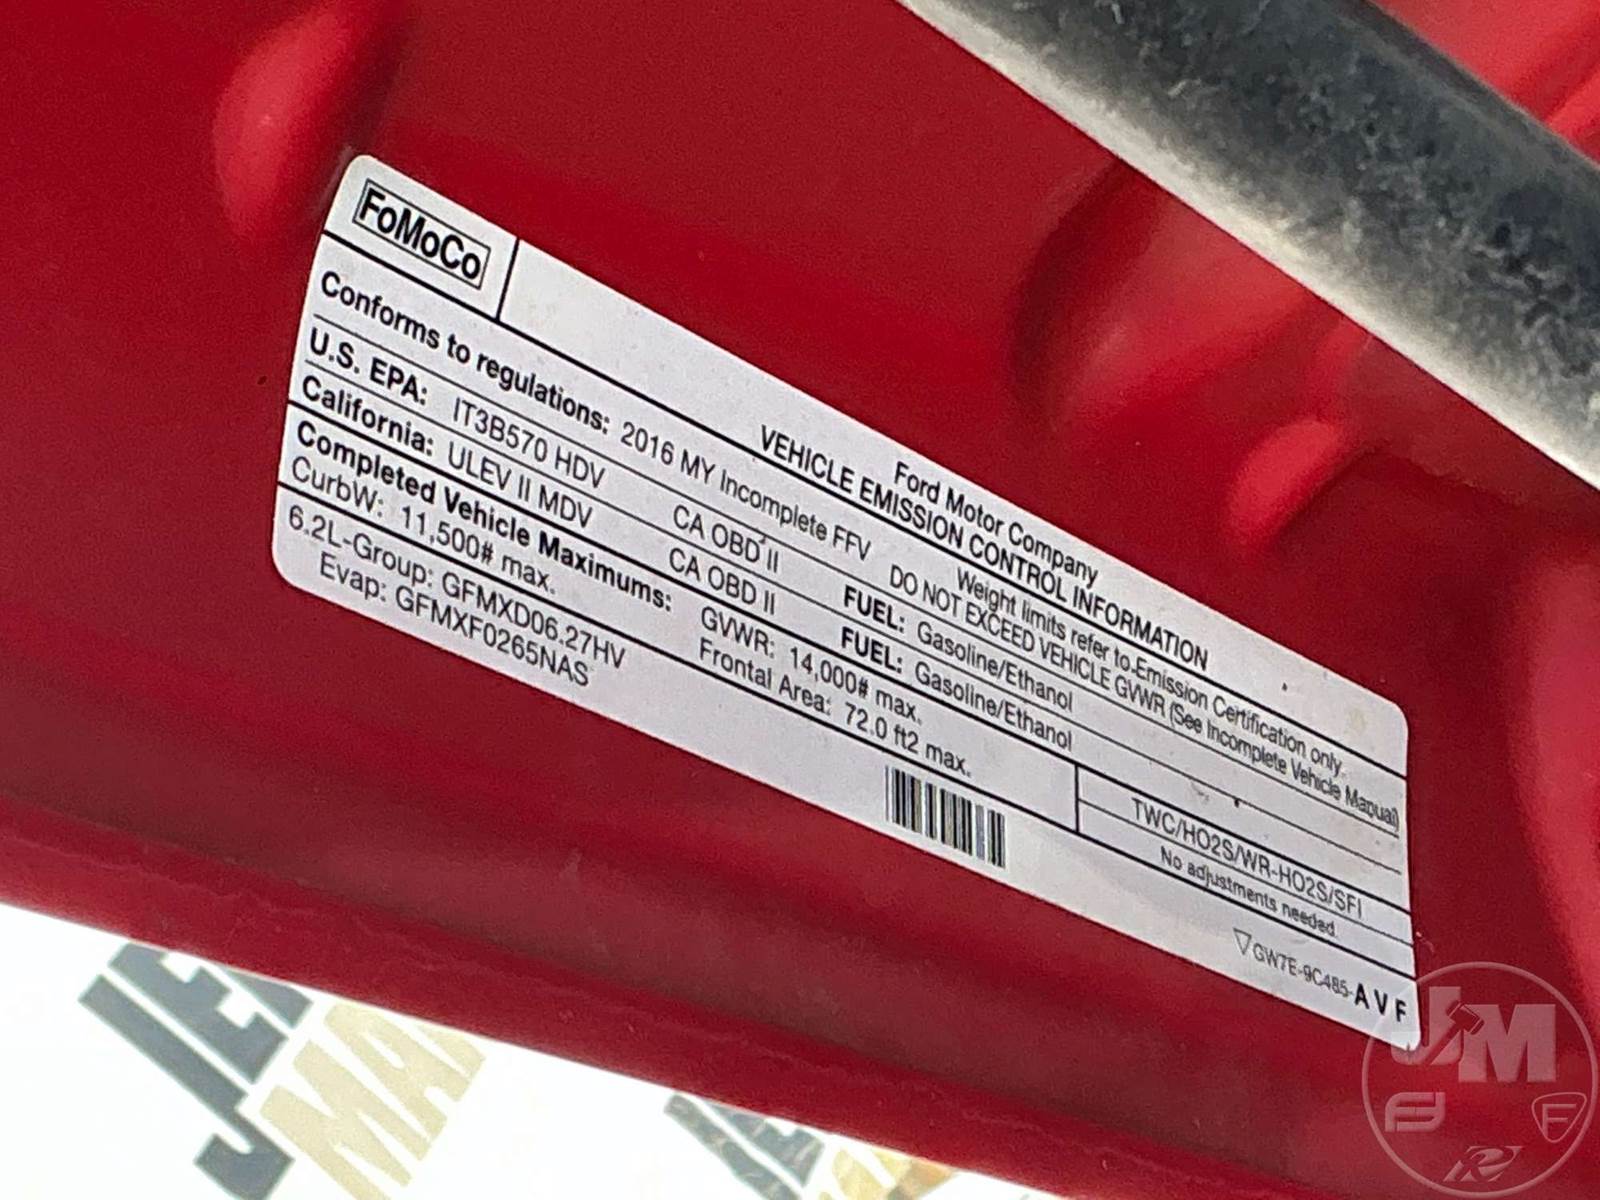 FoMoCo
Ford Motor Company
VEHICLE EMISSION CONTROL INFORMATION
Conforms to regulations: 2016 MY Incomplete FFV
Weight limits refer to Emission Certification only.
DO NOT EXCEED VEHICLE GVWR (See Incomplete Vehicle Manual)
U.S. EPA: IT3B570 HDV CA OBD II FUEL: Gasoline/Ethanol
California: ULEV II MDV CA OBD II FUEL: Gasoline/Ethanol
Completed Vehicle Maximums: GVWR: 14,000# max.
CurbW: 11,500# max. Frontal Area: 72.0 ft2 max.
TWC/HO2S/WR-HO2S/SFI
No adjustments needed.
6.2L-Group: GFMXD06.27HV
Evap: GFMXF0265NAS
GW7E-9C485-A V F
JM